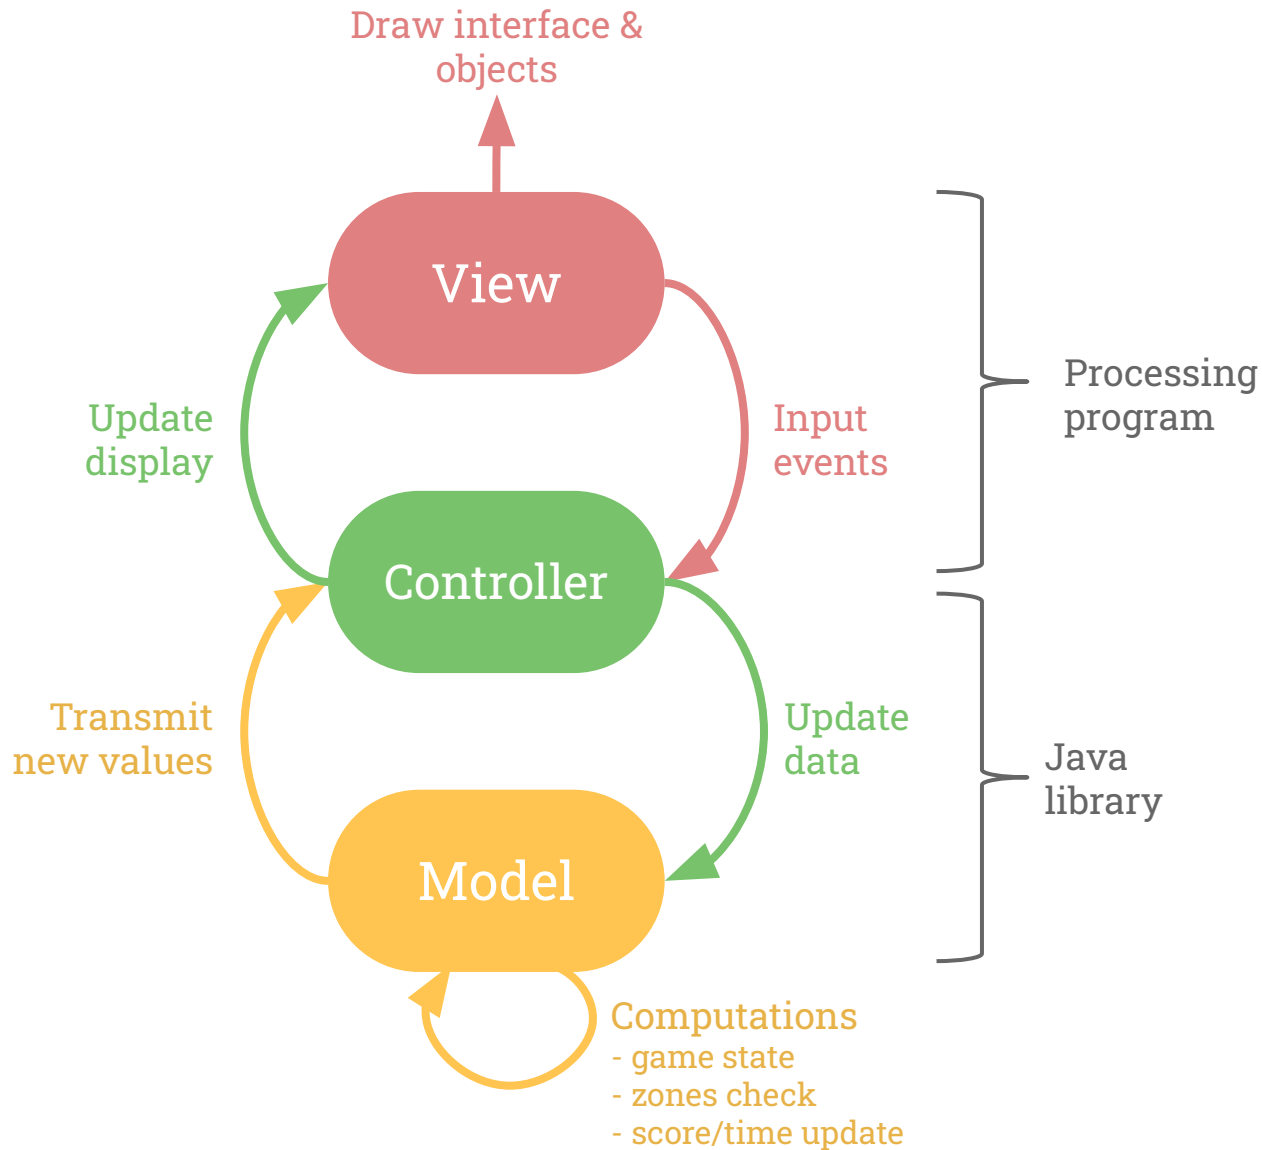 Draw interface &
objects
View
Update
display
Input
events
Processing
program
Controller
Transmit
new values
Update
data
Java
library
Model
Computations
- game state
- zones check
- score/time update